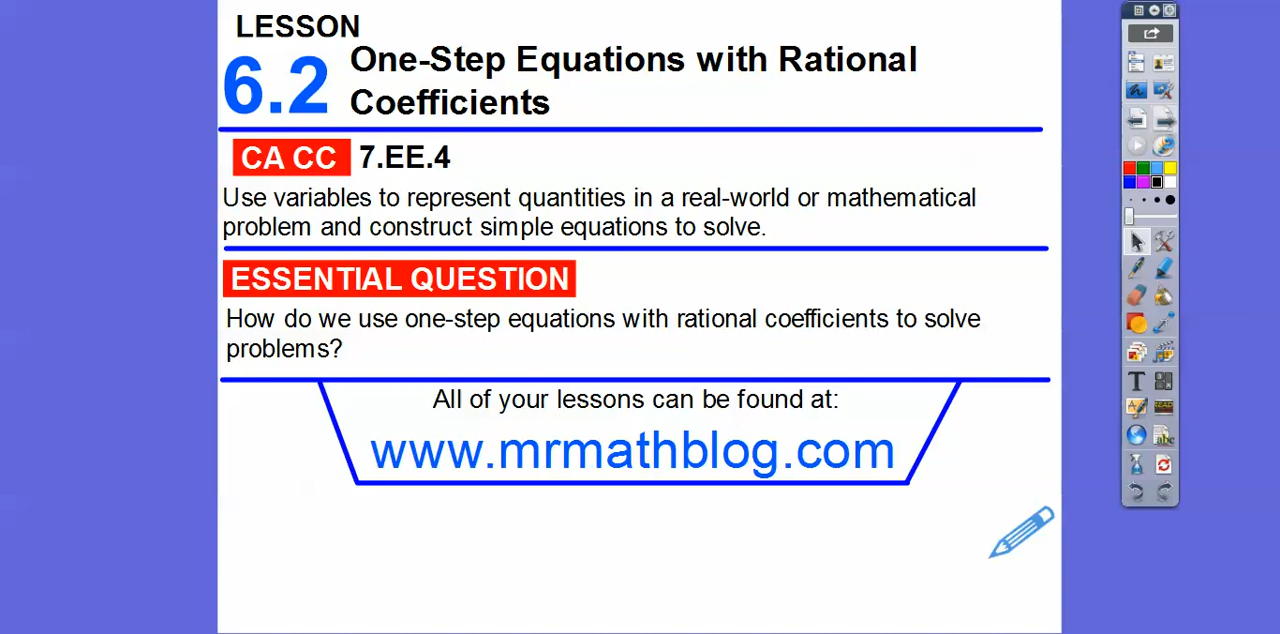 LESSON
6.2
One-Step Equations with Rational
Coefficients
CA CC 7.EE.4
Use variables to represent quantities in a real-world or mathematical
problem and construct simple equations to solve.
ESSENTIAL QUESTION
How do we use one-step equations with rational coefficients to solve
problems?
All of your lessons can be found at:
www.mrmathblog.com